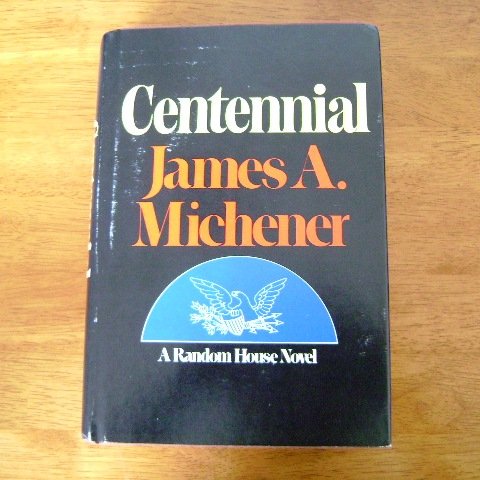 Centennial
James A.
Michener
A Random House Novel